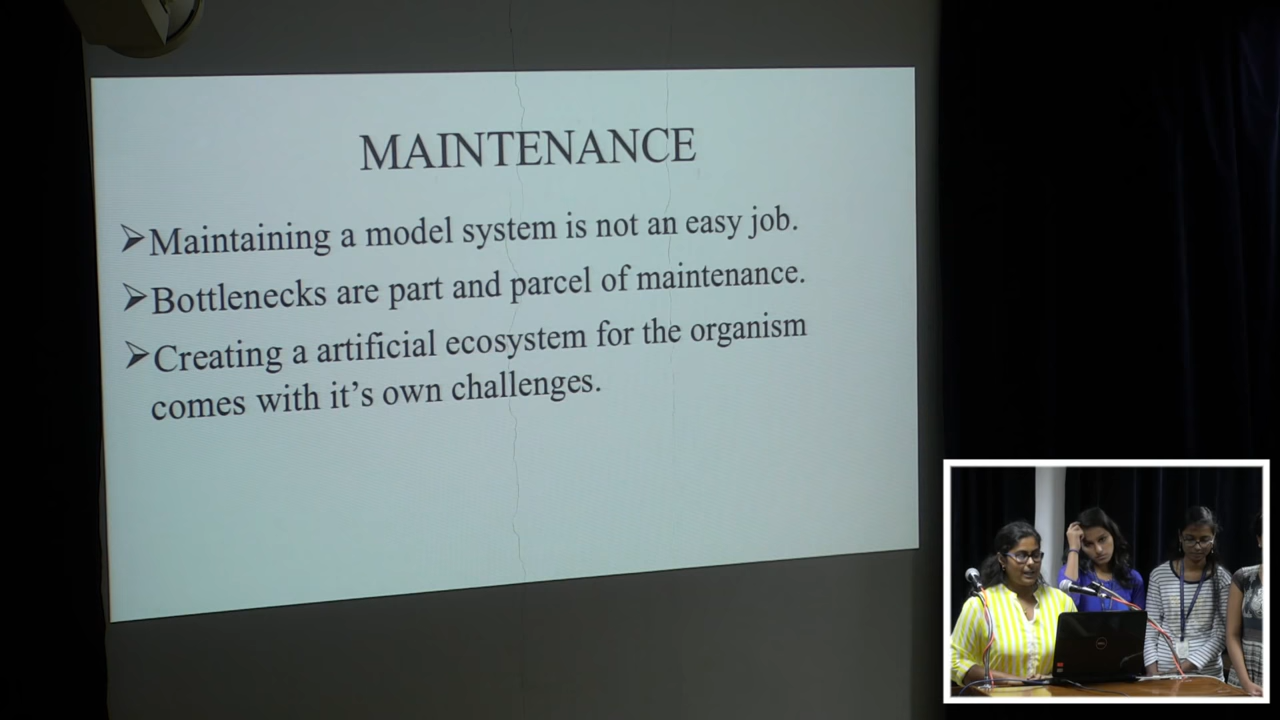 MAINTENANCE
➢Maintaining a model system is not an easy job.
➢Bottlenecks are part and parcel of maintenance.
➢Creating a artificial ecosystem for the organism
comes with it's own challenges.